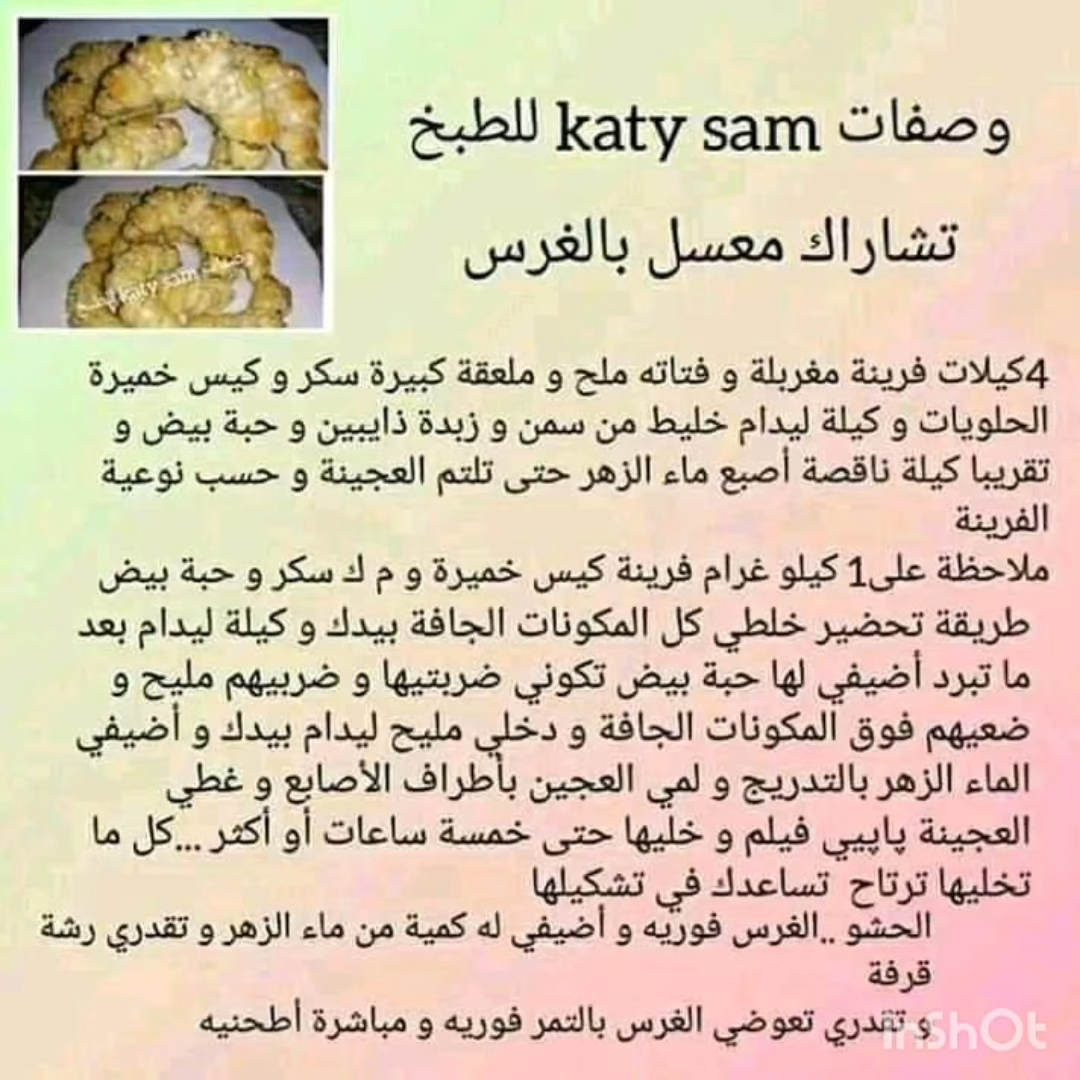 وصفات katy sam للطبخ
تشاراك معسل بالغرس
4كيلات فرينة مغربلة و فتاته ملح و ملعقة كبيرة سكر و كيس خميرة
الحلويات و كيلة ليدام خليط من سمن و زبدة ذايبين و حبة بيض و
تقريبا كيلة ناقصة أصبع ماء الزهر حتى تلتم العجينة و حسب نوعية
الفرينة
ملاحظة على1 كيلو غرام فرينة كيس خميرة و م ك سكر و حبة بيض
طريقة تحضير خلطي كل المكونات الجافة بيدك و كيلة ليدام بعد
ما تبرد أضيفي لها حبة بيض تكوني ضربتيها و ضربيهم مليح و
ضعيهم فوق المكونات الجافة و دخلي مليح ليدام بيدك و أضيفي
الماء الزهر بالتدريج و لمي العجين بأطراف الأصابع و غطي
العجينة پاپيي فيلم و خليها حتى خمسة ساعات أو أكثر ...كل ما
تخليها ترتاح تساعدك في تشكيلها
الحشو ..الغرس فوريه و أضيفي له كمية من ماء الزهر و تقدري رشة
قرفة
و تقدري تعوضي الغرس بالتمر فوريه و مباشرة أطحنيه
InShOt
وصفات katy sam للطبخ